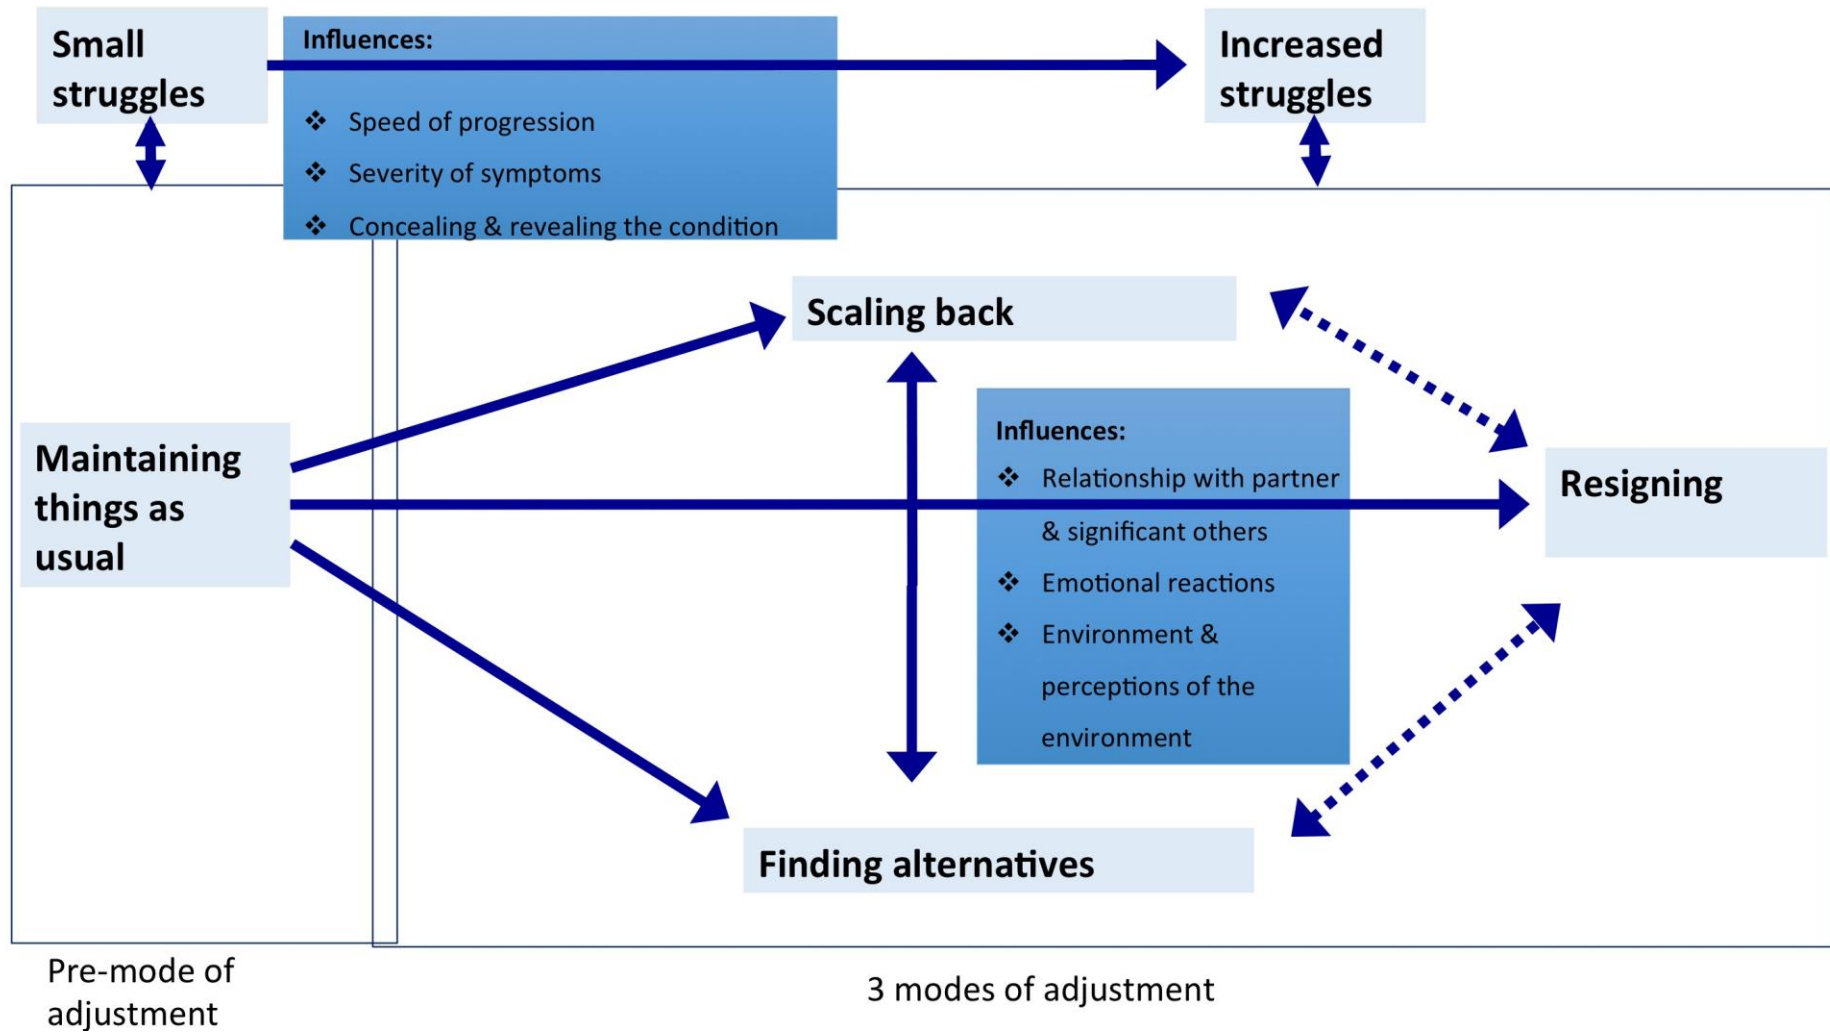 Small
struggles
Influences:
❖ Speed of progression
❖ Severity of symptoms
❖ Concealing & revealing the condition
Increased
struggles
Scaling back
Maintaining
things as
usual
Influences:
❖ Relationship with partner
& significant others
❖ Emotional reactions
❖ Environment &
perceptions of the
environment
Resigning
Finding alternatives
Pre-mode of
adjustment
3 modes of adjustment